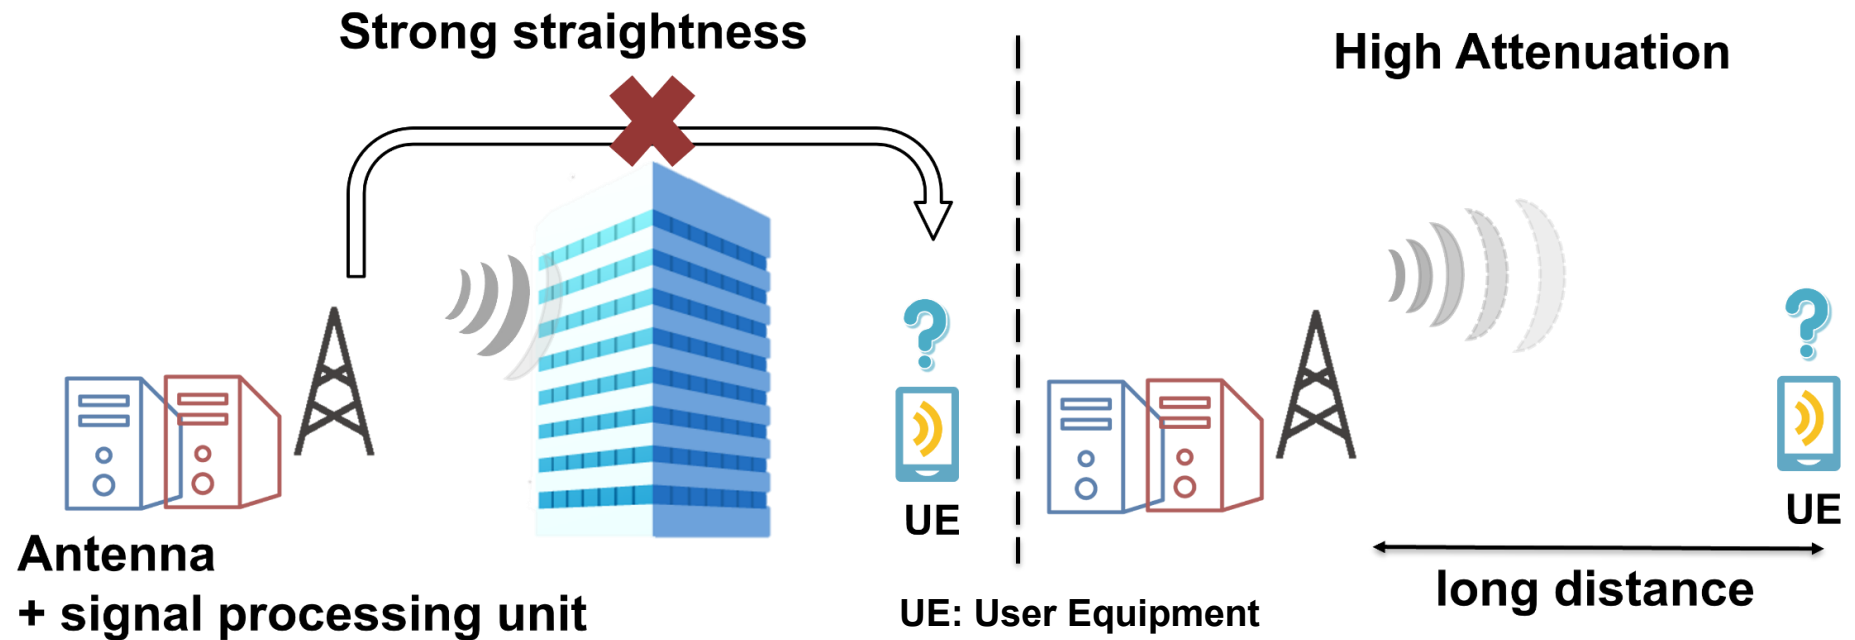 Strong straightness
High Attenuation
?
?
UE
UE
Antenna
+ signal processing unit
UE: User Equipment
long distance